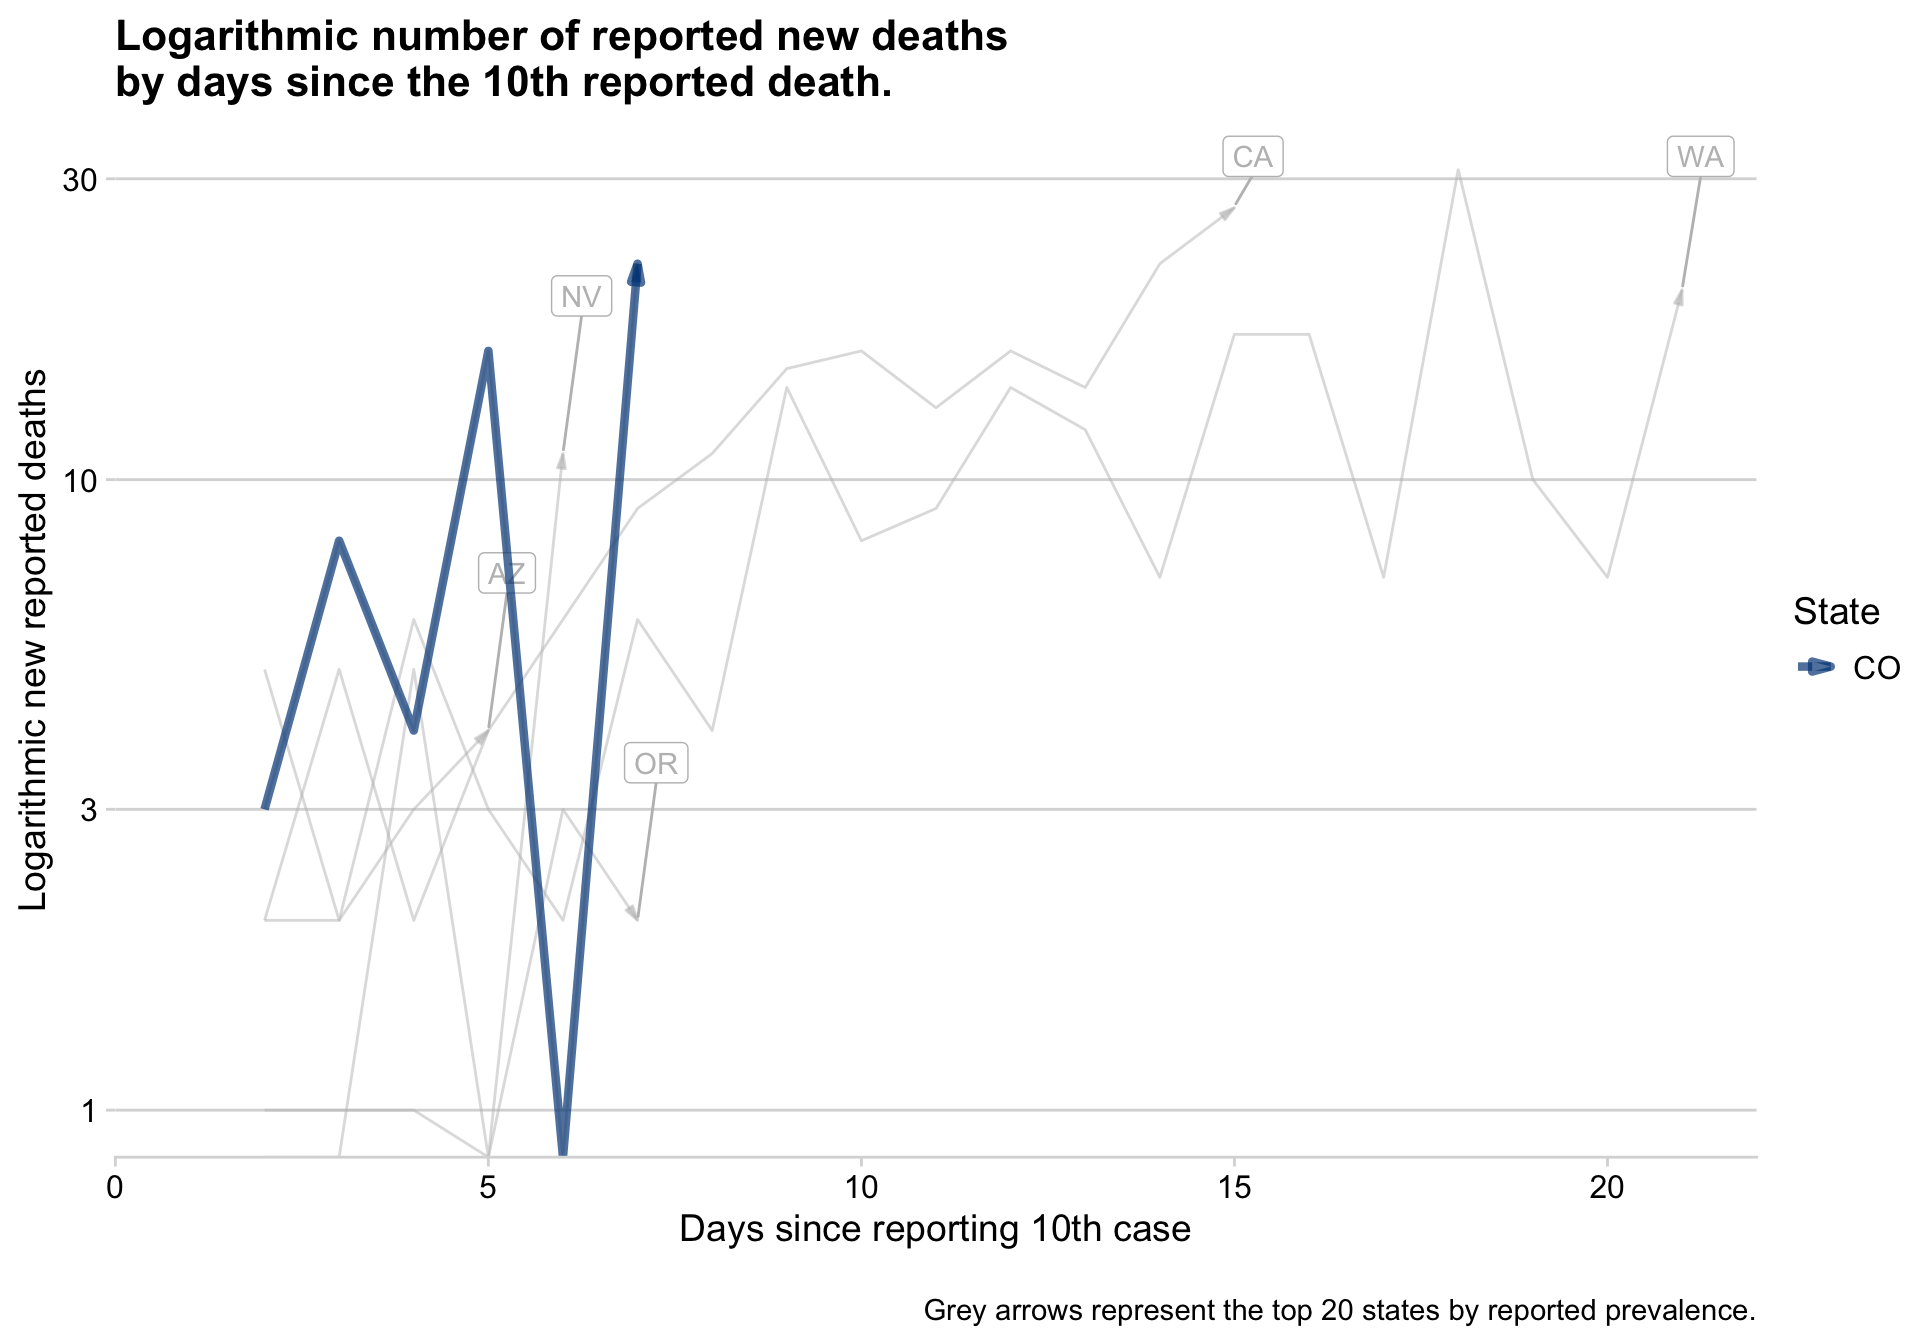 Logarithmic number of reported new deaths
by days since the 10th reported death.
CA
WA
30
NV
10
AZ
OR
3
1
Logarithmic new reported deaths
State
CO
0 5 10 15 20
Days since reporting 10th case
Grey arrows represent the top 20 states by reported prevalence.